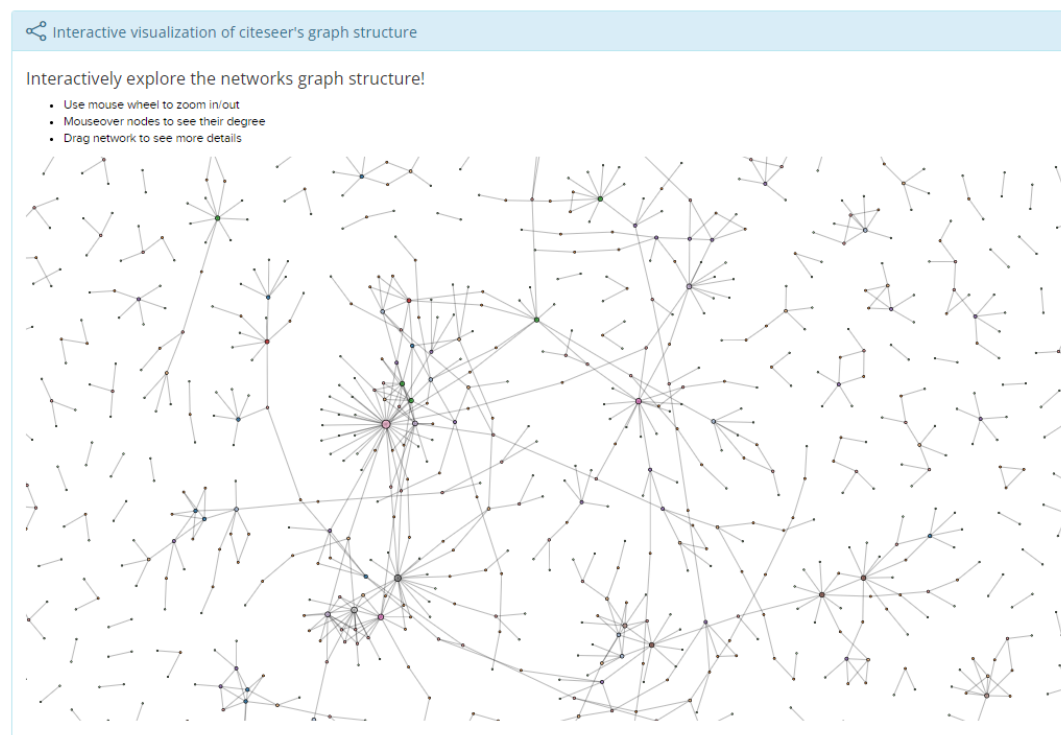 Interactive visualization of citeseer's graph structure
Interactively explore the networks graph structure!
Use mouse wheel to zoom in/out
Mouseover nodes to see their degree
Drag network to see more details